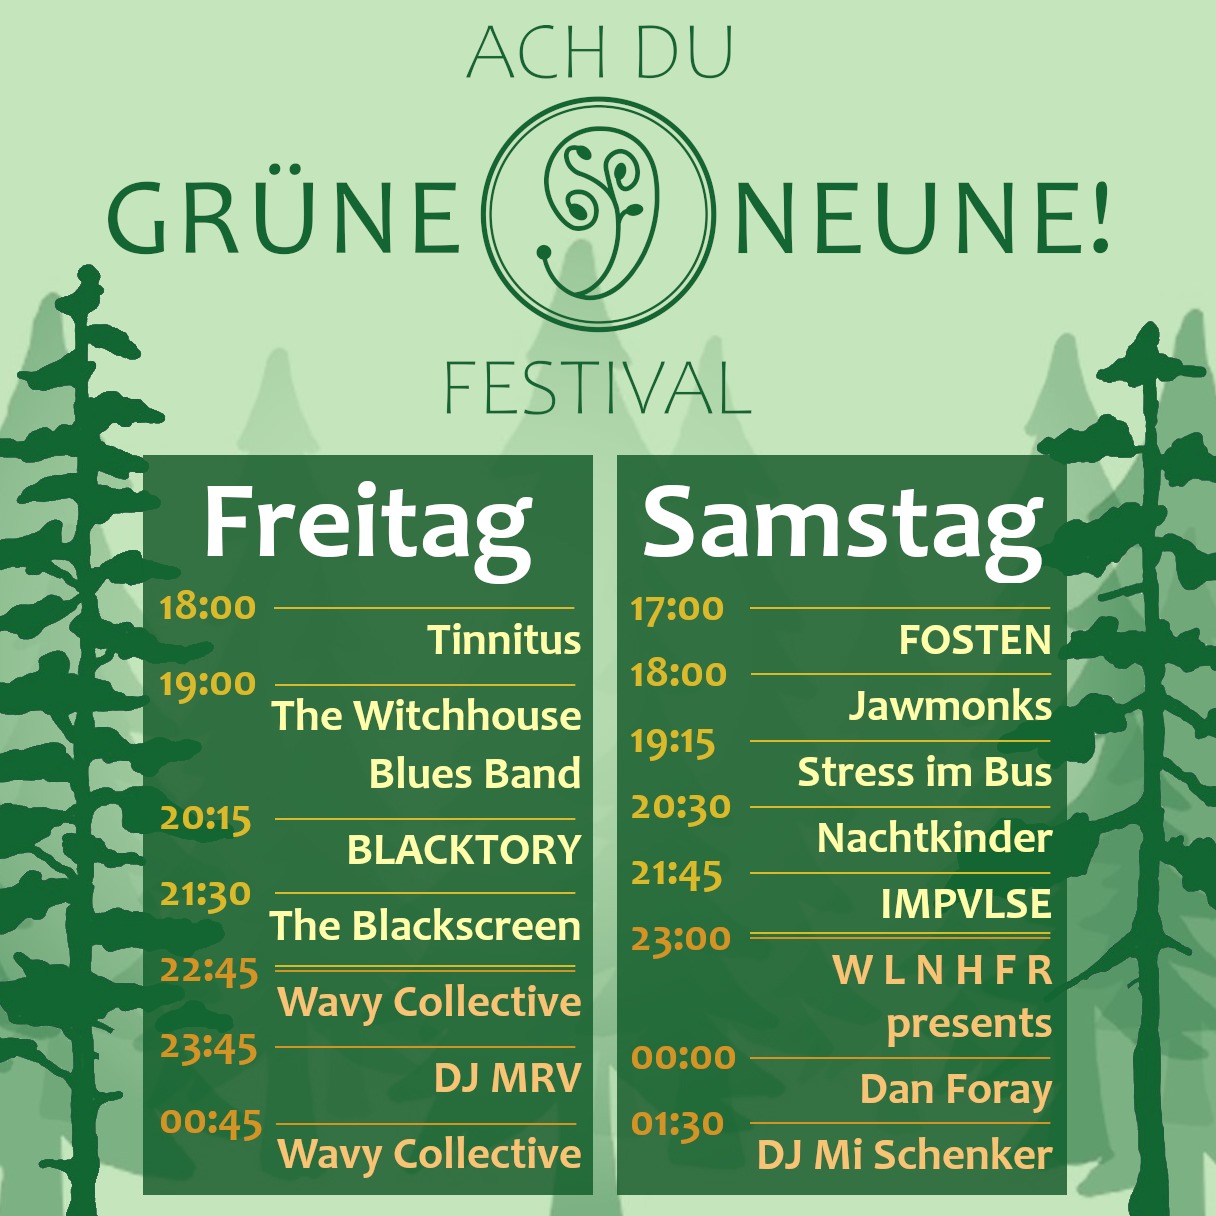 ACH DU
GRÜNE NEUNE!
FESTIVAL
Freitag
18:00
Tinnitus
19:00
The Witchhouse
Blues Band
20:15
BLACKTORY
21:30
The Blackscreen
22:45
Wavy Collective
23:45
DJ MRV
00:45
Wavy Collective
Samstag
17:00
FOSTEN
18:00
Jawmonks
19:15
Stress im Bus
20:30
Nachtkinder
21:45
IMPVLSE
23:00
W L N H F R
presents
00:00
Dan Foray
01:30
DJ Mi Schenker